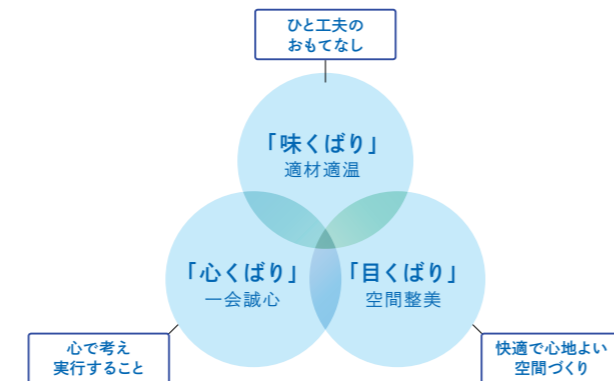 ひと工夫の
おもてなし
「味くばり」
適材適温
「心くばり」
一会誠心
「目くばり」
空間整美
心で考え
実行すること
快適で心地よい
空間づくり